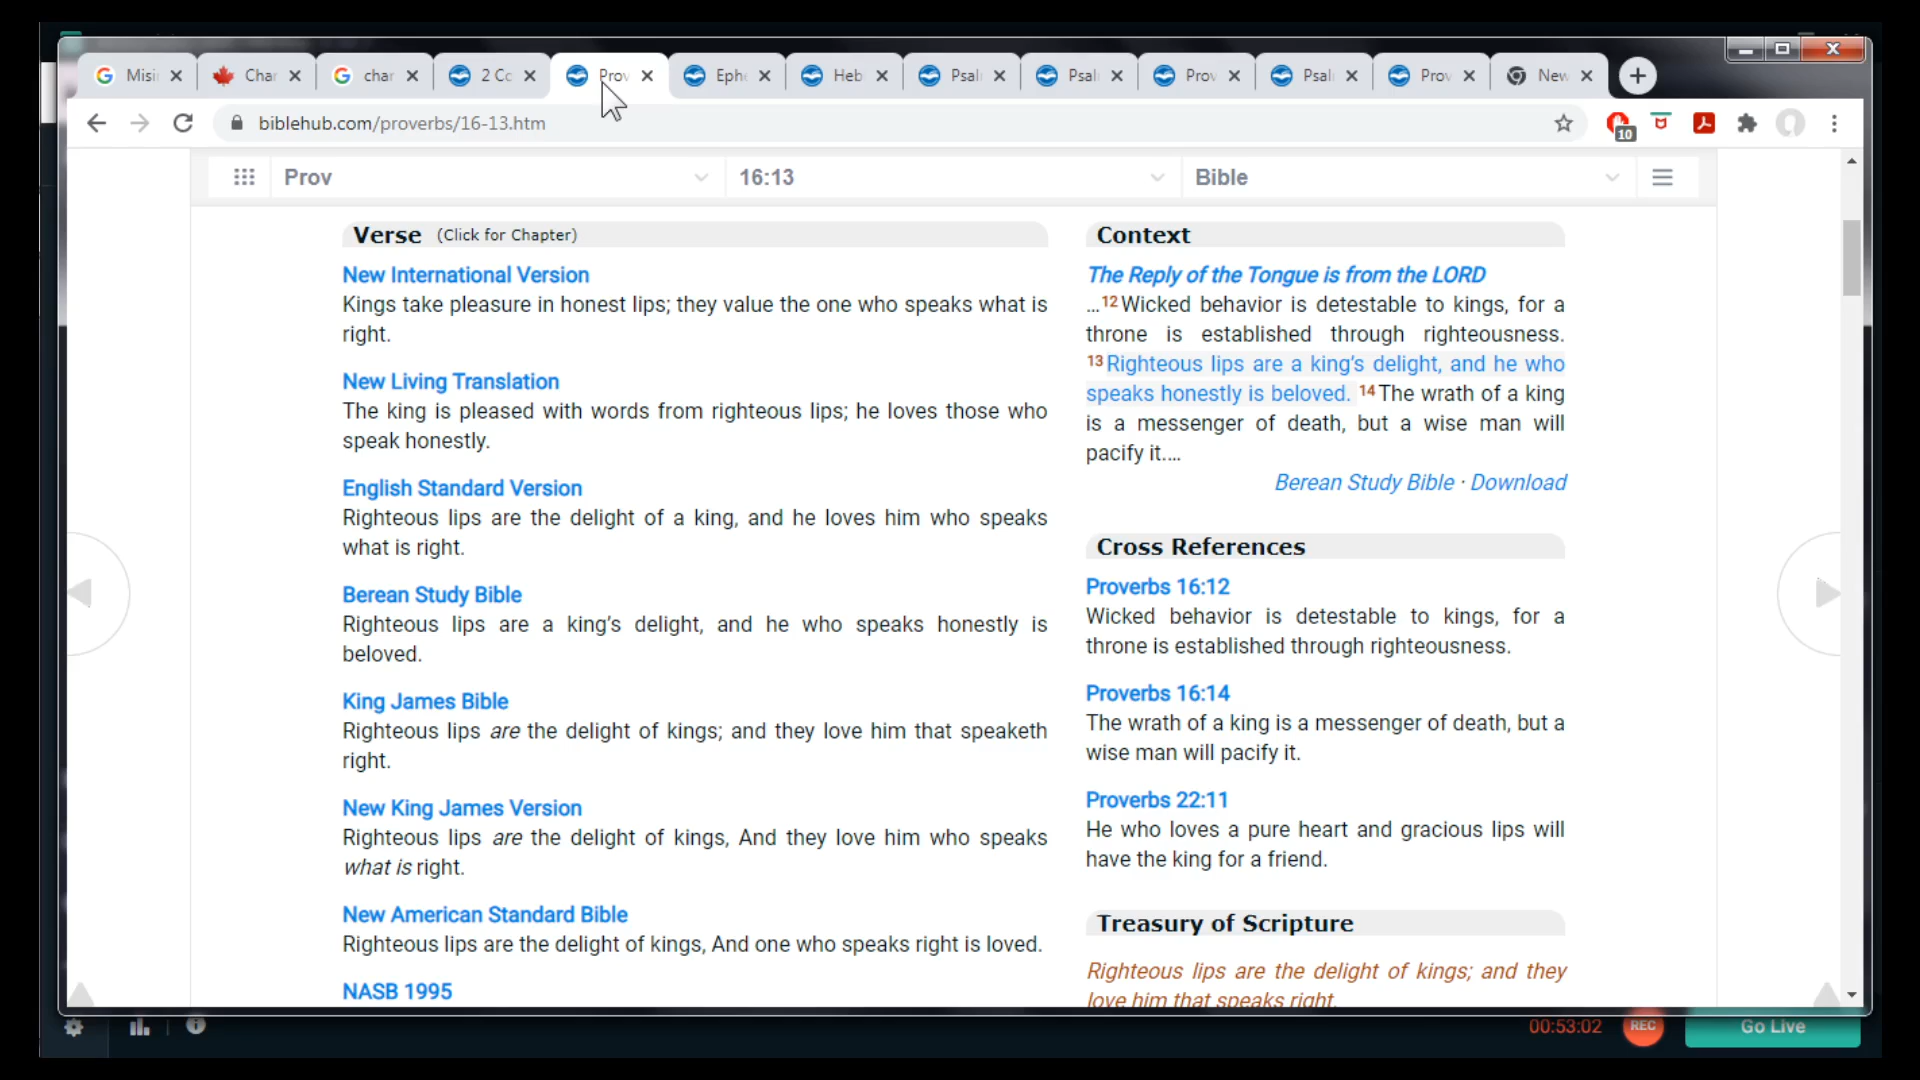 Misi
Char
char
2 Co
Prov
Ephe
Heb
Psal
Psal
Prov
Psal
Prov
New
biblehub.com/proverbs/16-13.htm
10
Prov
16:13
Bible
Verse (Click for Chapter)
New International Version
Kings take pleasure in honest lips; they value the one who speaks what is
right.
New Living Translation
The king is pleased with words from righteous lips; he loves those who
speak honestly.
English Standard Version
Righteous lips are the delight of a king, and he loves him who speaks
what is right.
Berean Study Bible
Righteous lips are a king's delight, and he who speaks honestly is
beloved.
King James Bible
Righteous lips are the delight of kings; and they love him that speaketh
right.
New King James Version
Righteous lips are the delight of kings, And they love him who speaks
what is right.
New American Standard Bible
Righteous lips are the delight of kings, And one who speaks right is loved.
NASB 1995
Context
The Reply of the Tongue is from the LORD
…12Wicked behavior is detestable to kings, for a
throne is established through righteousness.
13Righteous lips are a king's delight, and he who
speaks honestly is beloved. 14The wrath of a king
is a messenger of death, but a wise man will
pacify it.…
Berean Study Bible · Download
Cross References
Proverbs 16:12
Wicked behavior is detestable to kings, for a
throne is established through righteousness.
Proverbs 16:14
The wrath of a king is a messenger of death, but a
wise man will pacify it.
Proverbs 22:11
He who loves a pure heart and gracious lips will
have the king for a friend.
Treasury of Scripture
Righteous lips are the delight of kings; and they
love him that speaks right.
00:53:02
REC
Go Live